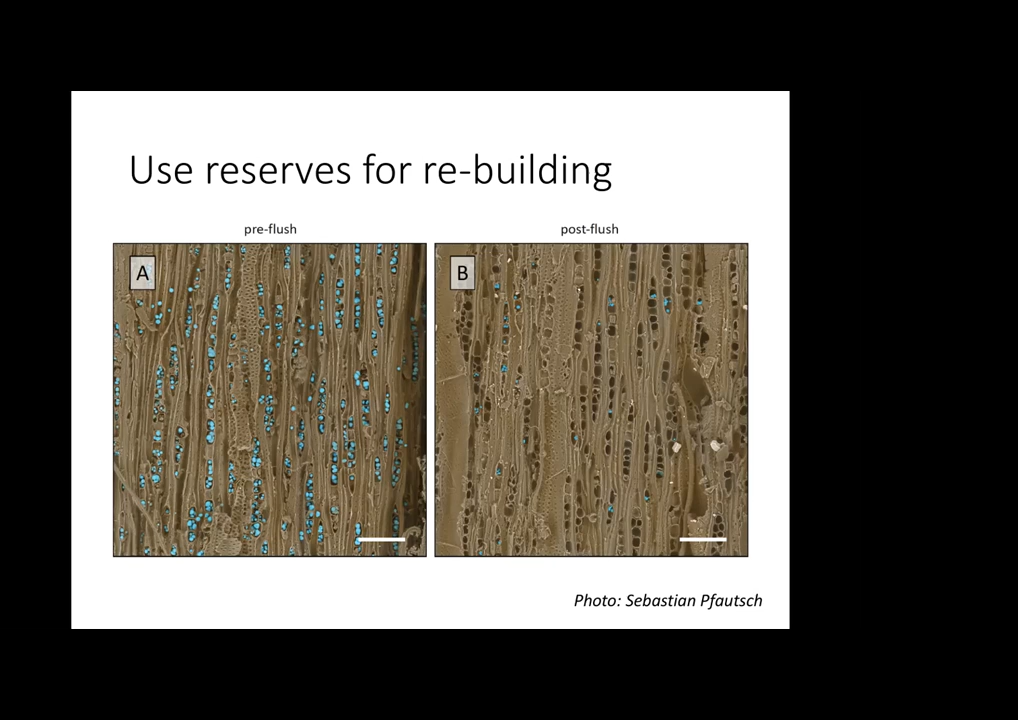 Use reserves for re-building
pre-flush
post-flush
A
B
Photo: Sebastian Pfautsch